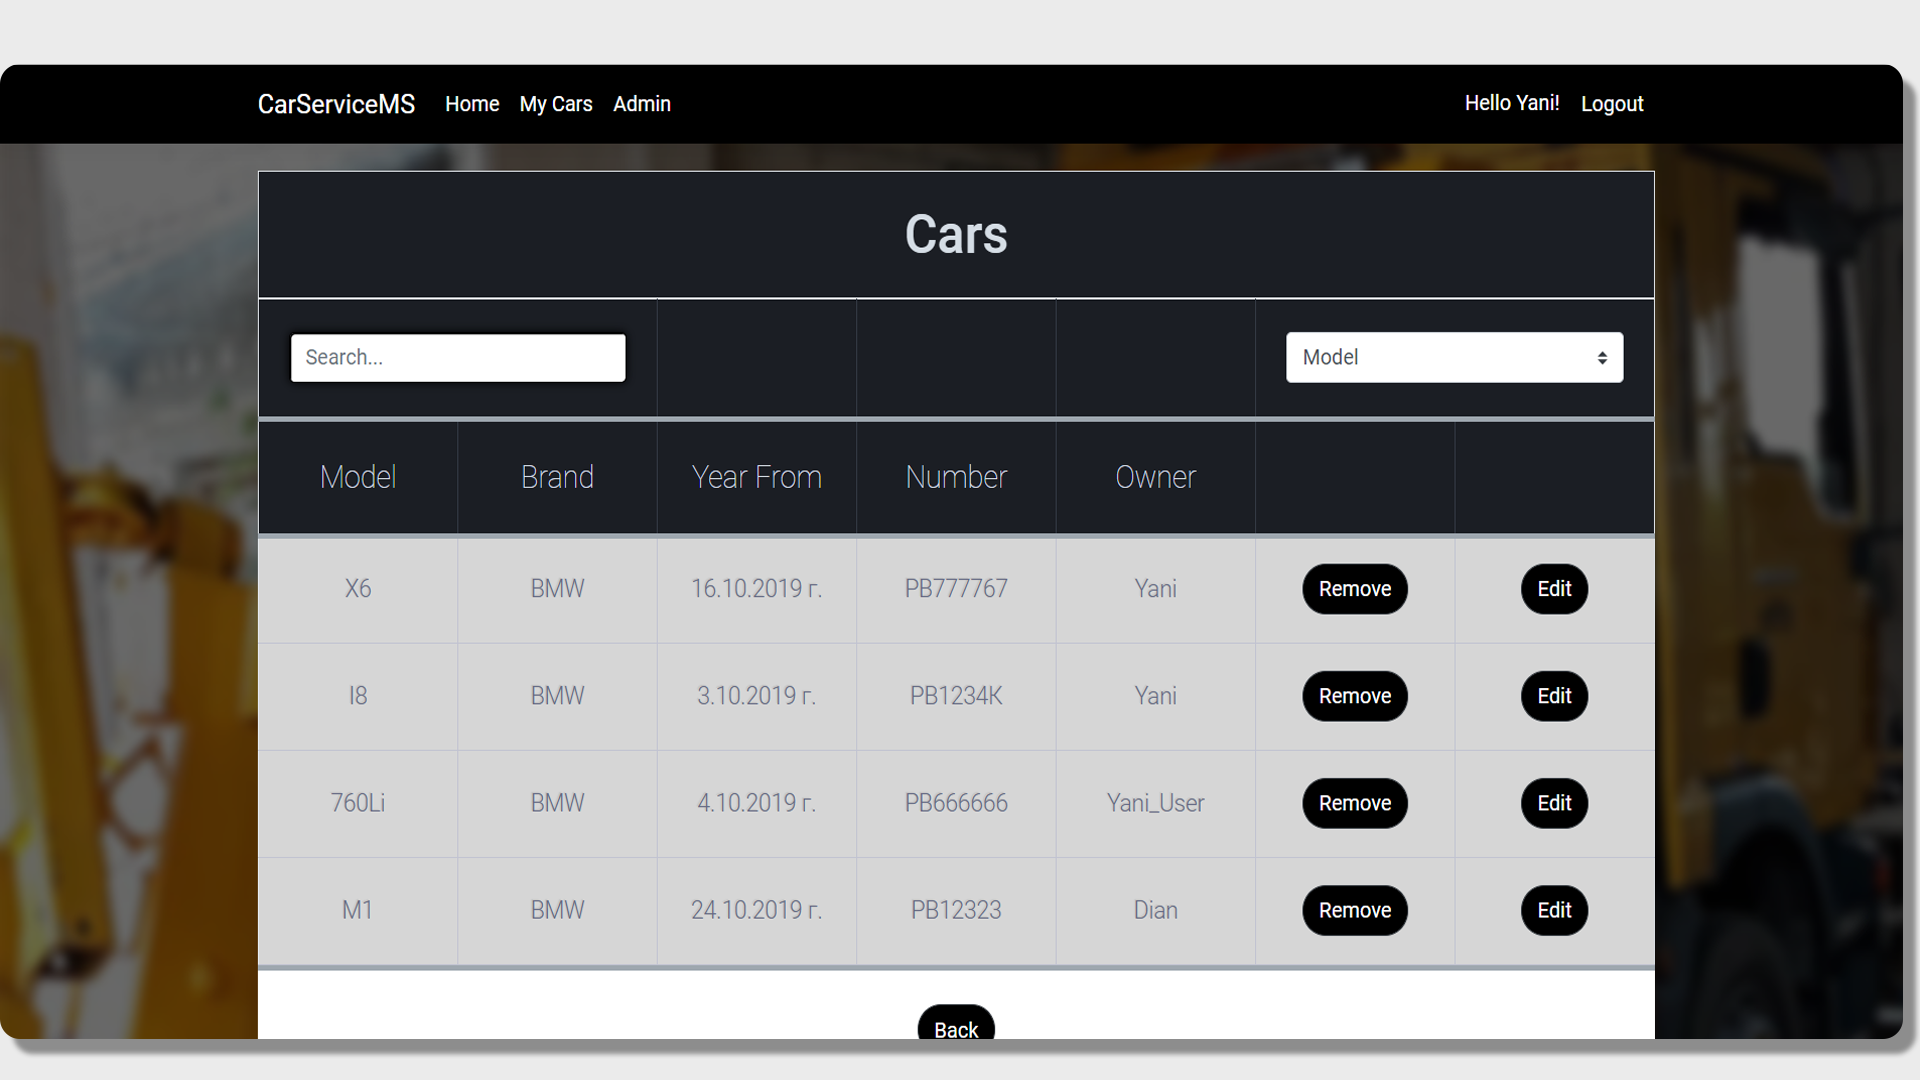 CarServiceMS Home My Cars Admin Hello Yani! Logout
Cars
Search... Model
Model Brand Year From Number Owner
X6 BMW 16.10.2019 г. PB777767 Yani Remove Edit
I8 BMW 3.10.2019 г. PB1234K Yani Remove Edit
760Li BMW 4.10.2019 г. PB666666 Yani_User Remove Edit
M1 BMW 24.10.2019 г. PB12323 Dian Remove Edit
Back